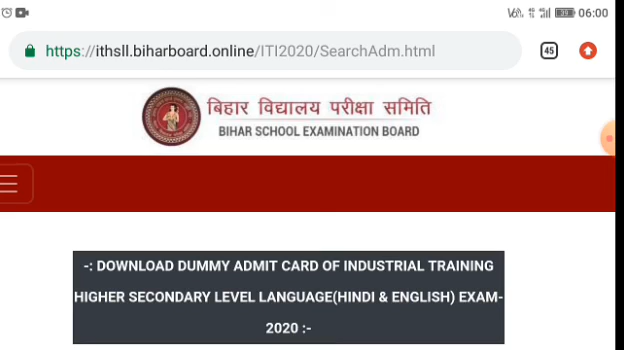 06:00
https://ithsll.biharboard.online/ITI2020/SearchAdm.html
45
बिहार विद्यालय परीक्षा समिति
BIHAR SCHOOL EXAMINATION BOARD
-: DOWNLOAD DUMMY ADMIT CARD OF INDUSTRIAL TRAINING
HIGHER SECONDARY LEVEL LANGUAGE(HINDI & ENGLISH) EXAM-
2020 :-